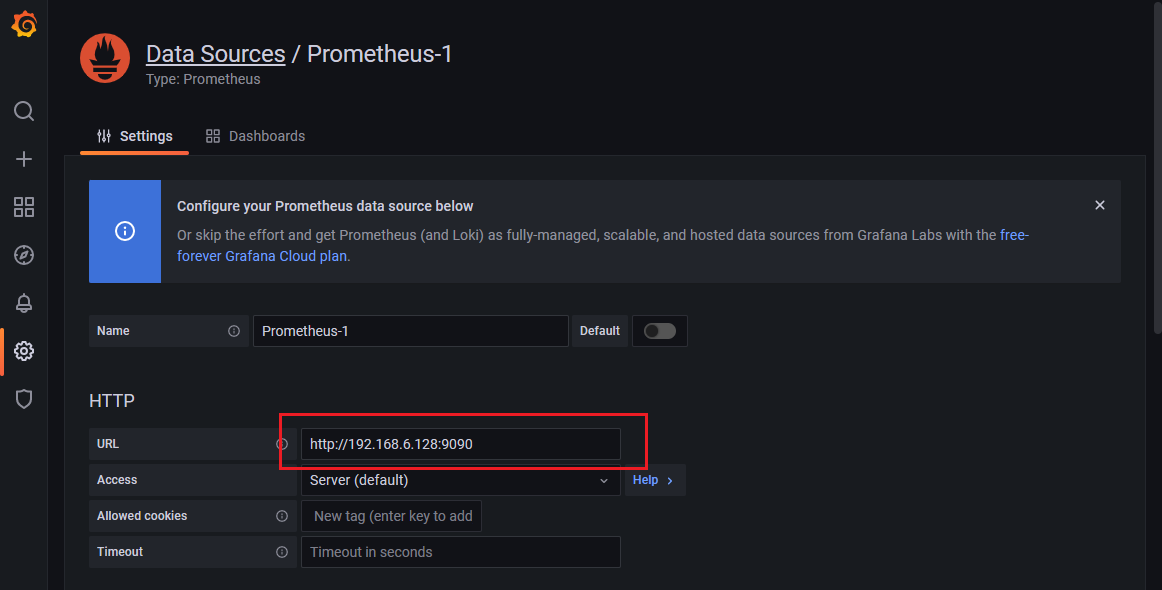 Data Sources / Prometheus-1
Type: Prometheus
Settings
Dashboards
Configure your Prometheus data source below
Or skip the effort and get Prometheus (and Loki) as fully-managed, scalable, and hosted data sources from Grafana Labs with the free-
forever Grafana Cloud plan.
Name
Prometheus-1
Default
HTTP
URL
http://192.168.6.128:9090
Access
Server (default)
Help
Allowed cookies
New tag (enter key to add
Timeout
Timeout in seconds